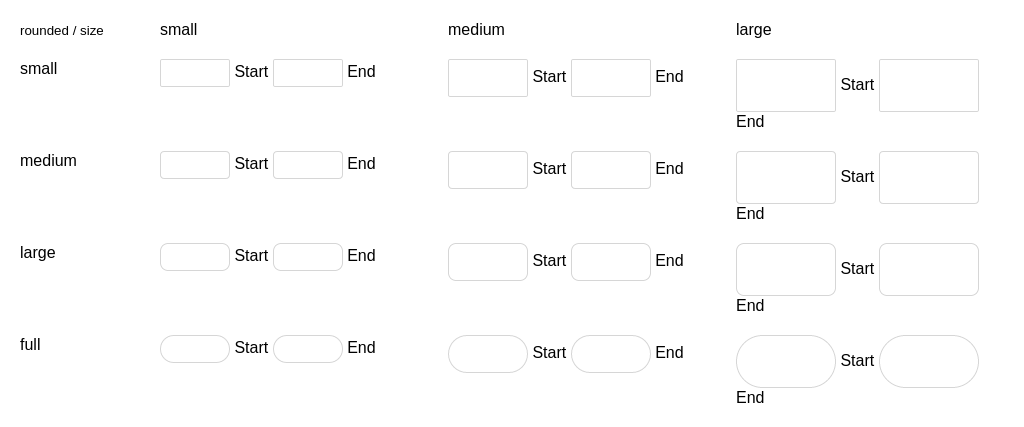 rounded / size small medium large
small Start End Start End Start
End
medium Start End Start End Start
End
large Start End Start End Start
End
full Start End Start End Start
End